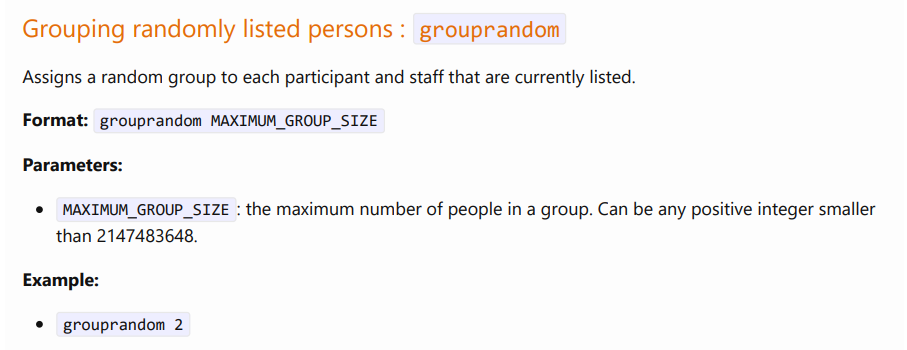 Grouping randomly listed persons : grouprandom
Assigns a random group to each participant and staff that are currently listed.
Format: grouprandom MAXIMUM_GROUP_SIZE
Parameters:
• MAXIMUM_GROUP_SIZE : the maximum number of people in a group. Can be any positive integer smaller
than 2147483648.
Example:
• grouprandom 2